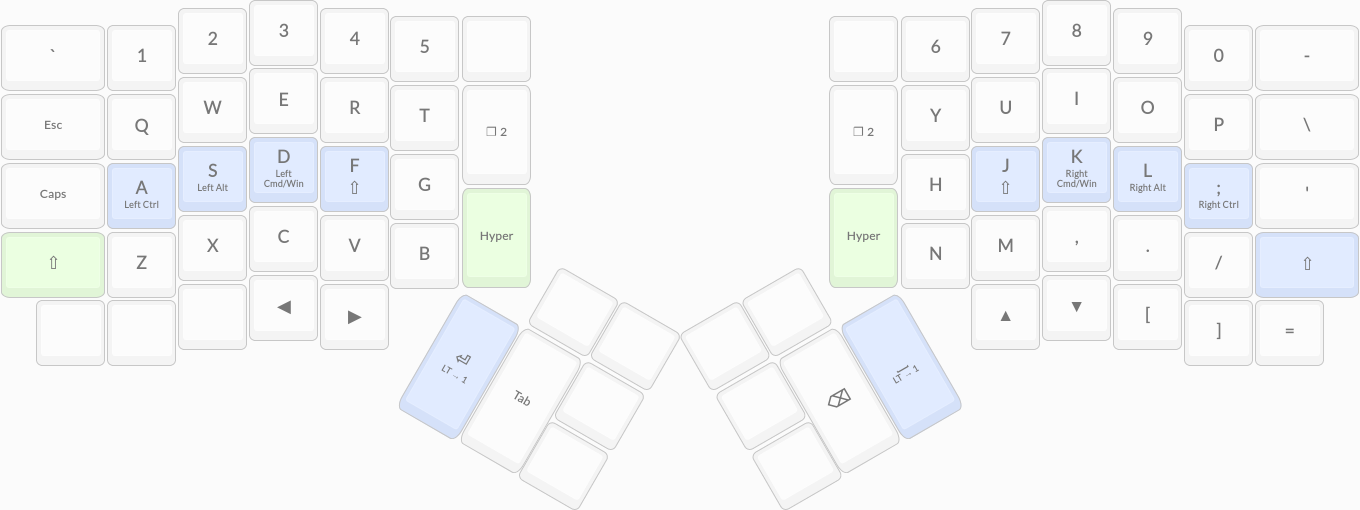 ` 1 2 3 4 5 6 7 8 9 0 -
Esc Q W E R T ❐ 2 ❐ 2 Y U I O P \
Caps A S D F G H J K L ; '
Left Ctrl Left Alt Left Cmd/Win ⇧ ⇧ Right Cmd/Win Right Alt Right Ctrl
⇧ Z X C V B Hyper Hyper N M , . / ⇧
◀ ▶ ▲ ▼ [ ] =
⏎
LT → 1
Tab
⌫
LT → 1